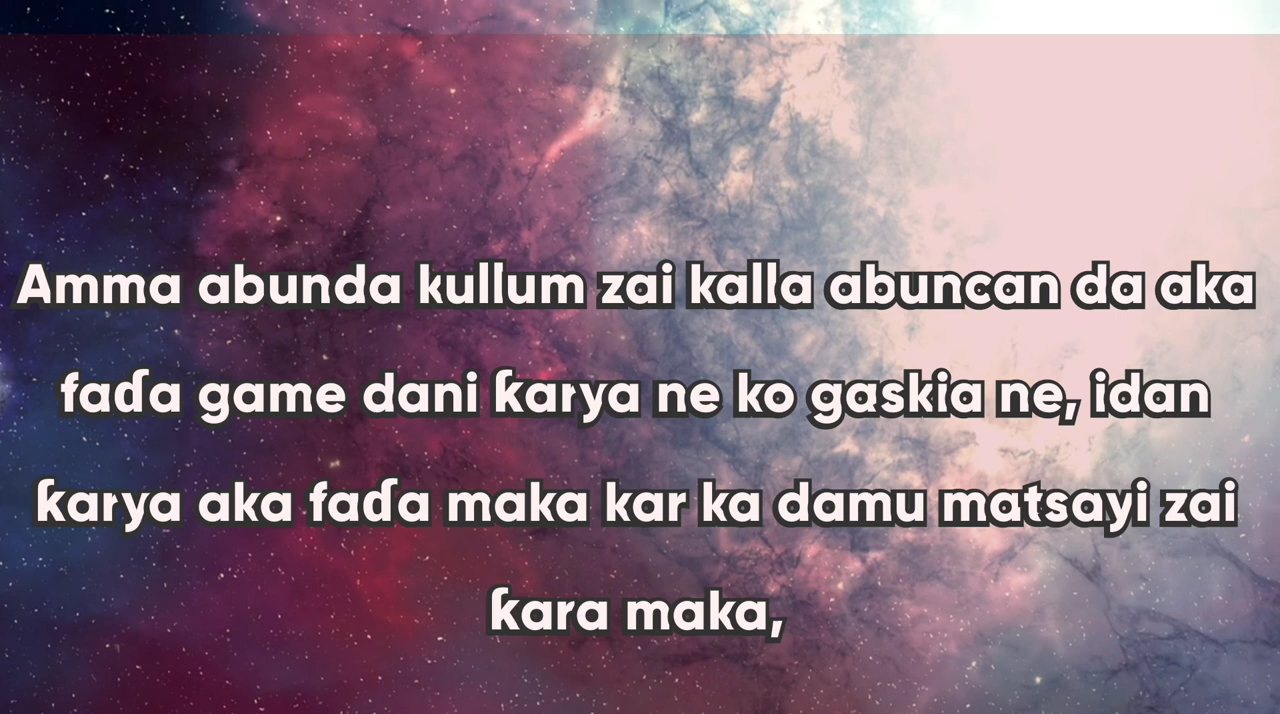 Amma abunda kullum zai kalla abuncan da aka
faɗa game dani ƙarya ne ko gaskia ne, idan
ƙarya aka faɗa maka kar ka damu matsayi zai
ƙara maka,